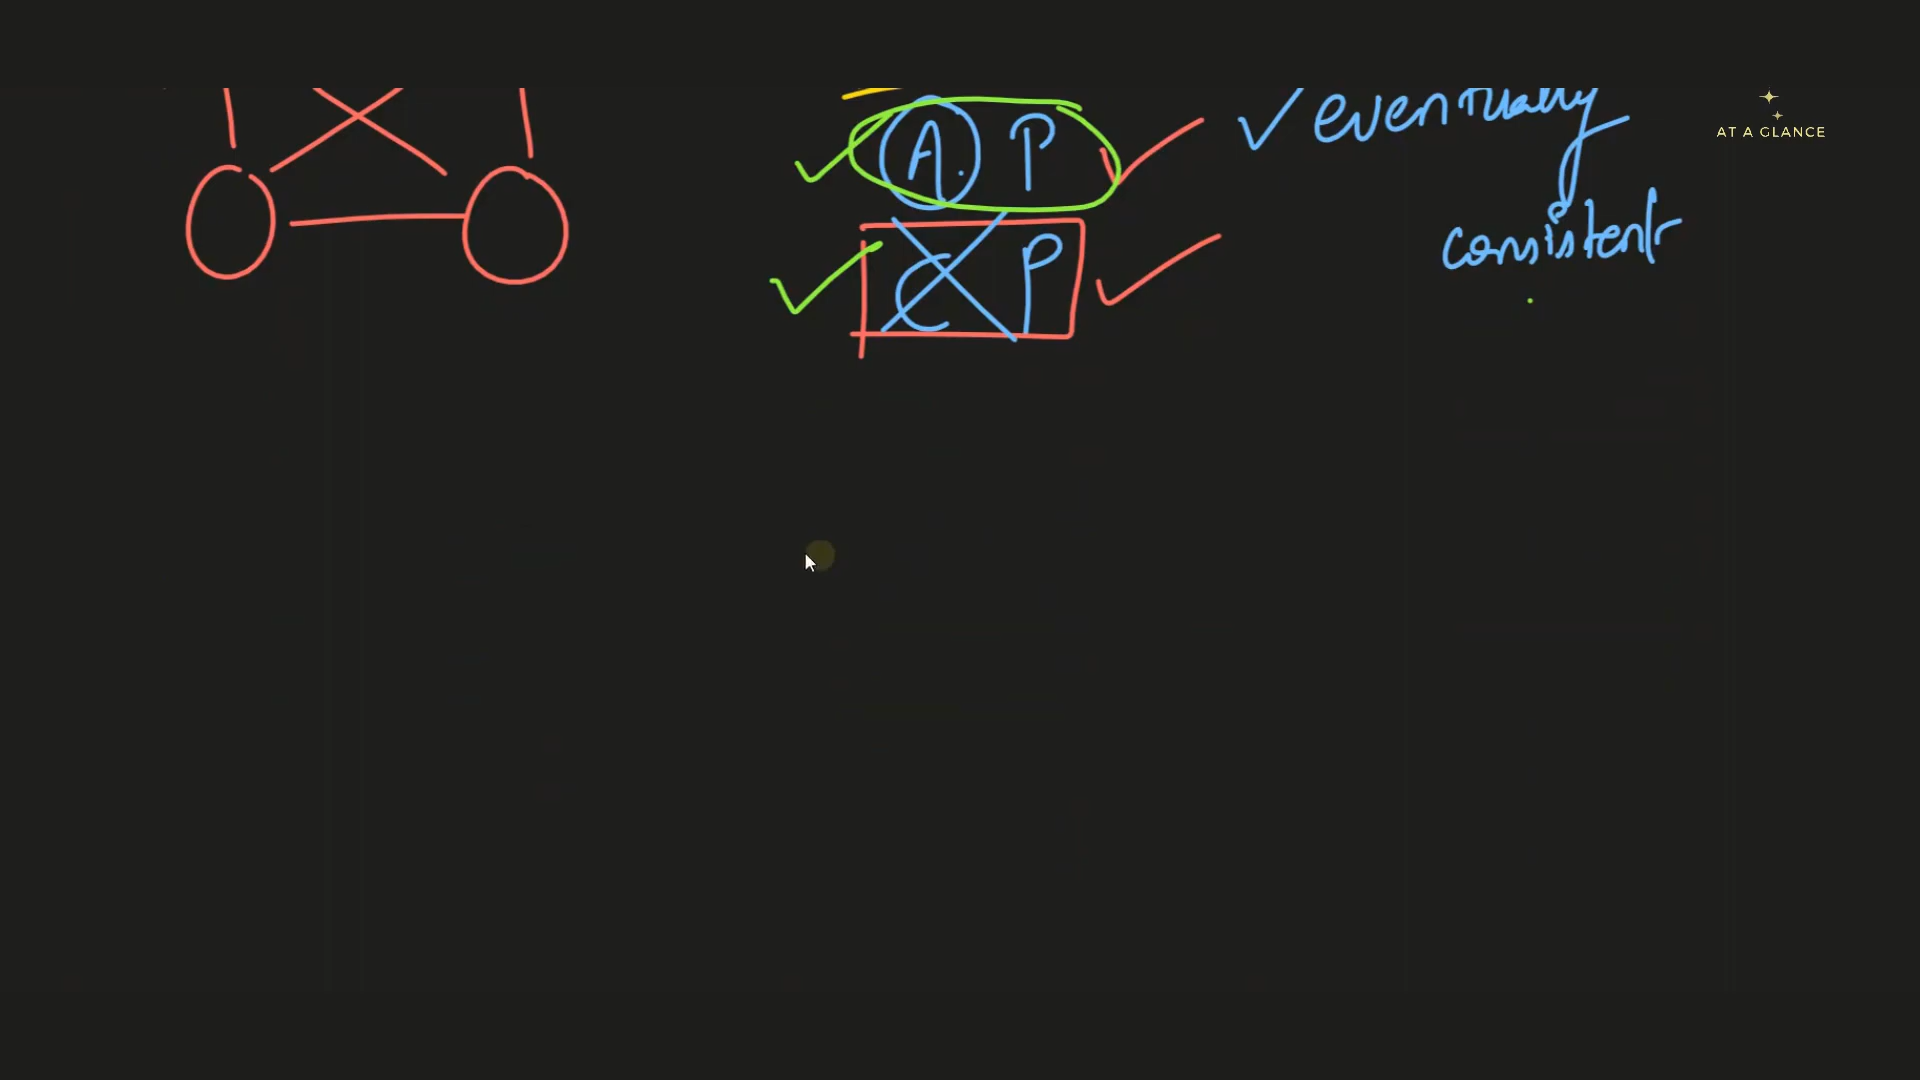 A. P ✓ eventually
consistent
C P
AT A GLANCE